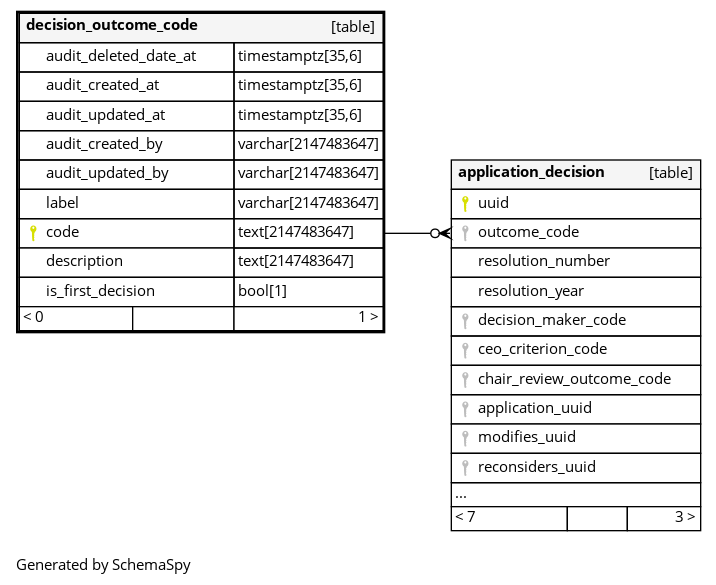 decision_outcome_code [table]
audit_deleted_date_at timestamptz[35,6]
audit_created_at timestamptz[35,6]
audit_updated_at timestamptz[35,6]
audit_created_by varchar[2147483647]
audit_updated_by varchar[2147483647]
label varchar[2147483647]
code text[2147483647]
description text[2147483647]
is_first_decision bool[1]
< 0 1 >
application_decision [table]
uuid
outcome_code
resolution_number
resolution_year
decision_maker_code
ceo_criterion_code
chair_review_outcome_code
application_uuid
modifies_uuid
reconsiders_uuid
...
< 7 3 >
Generated by SchemaSpy